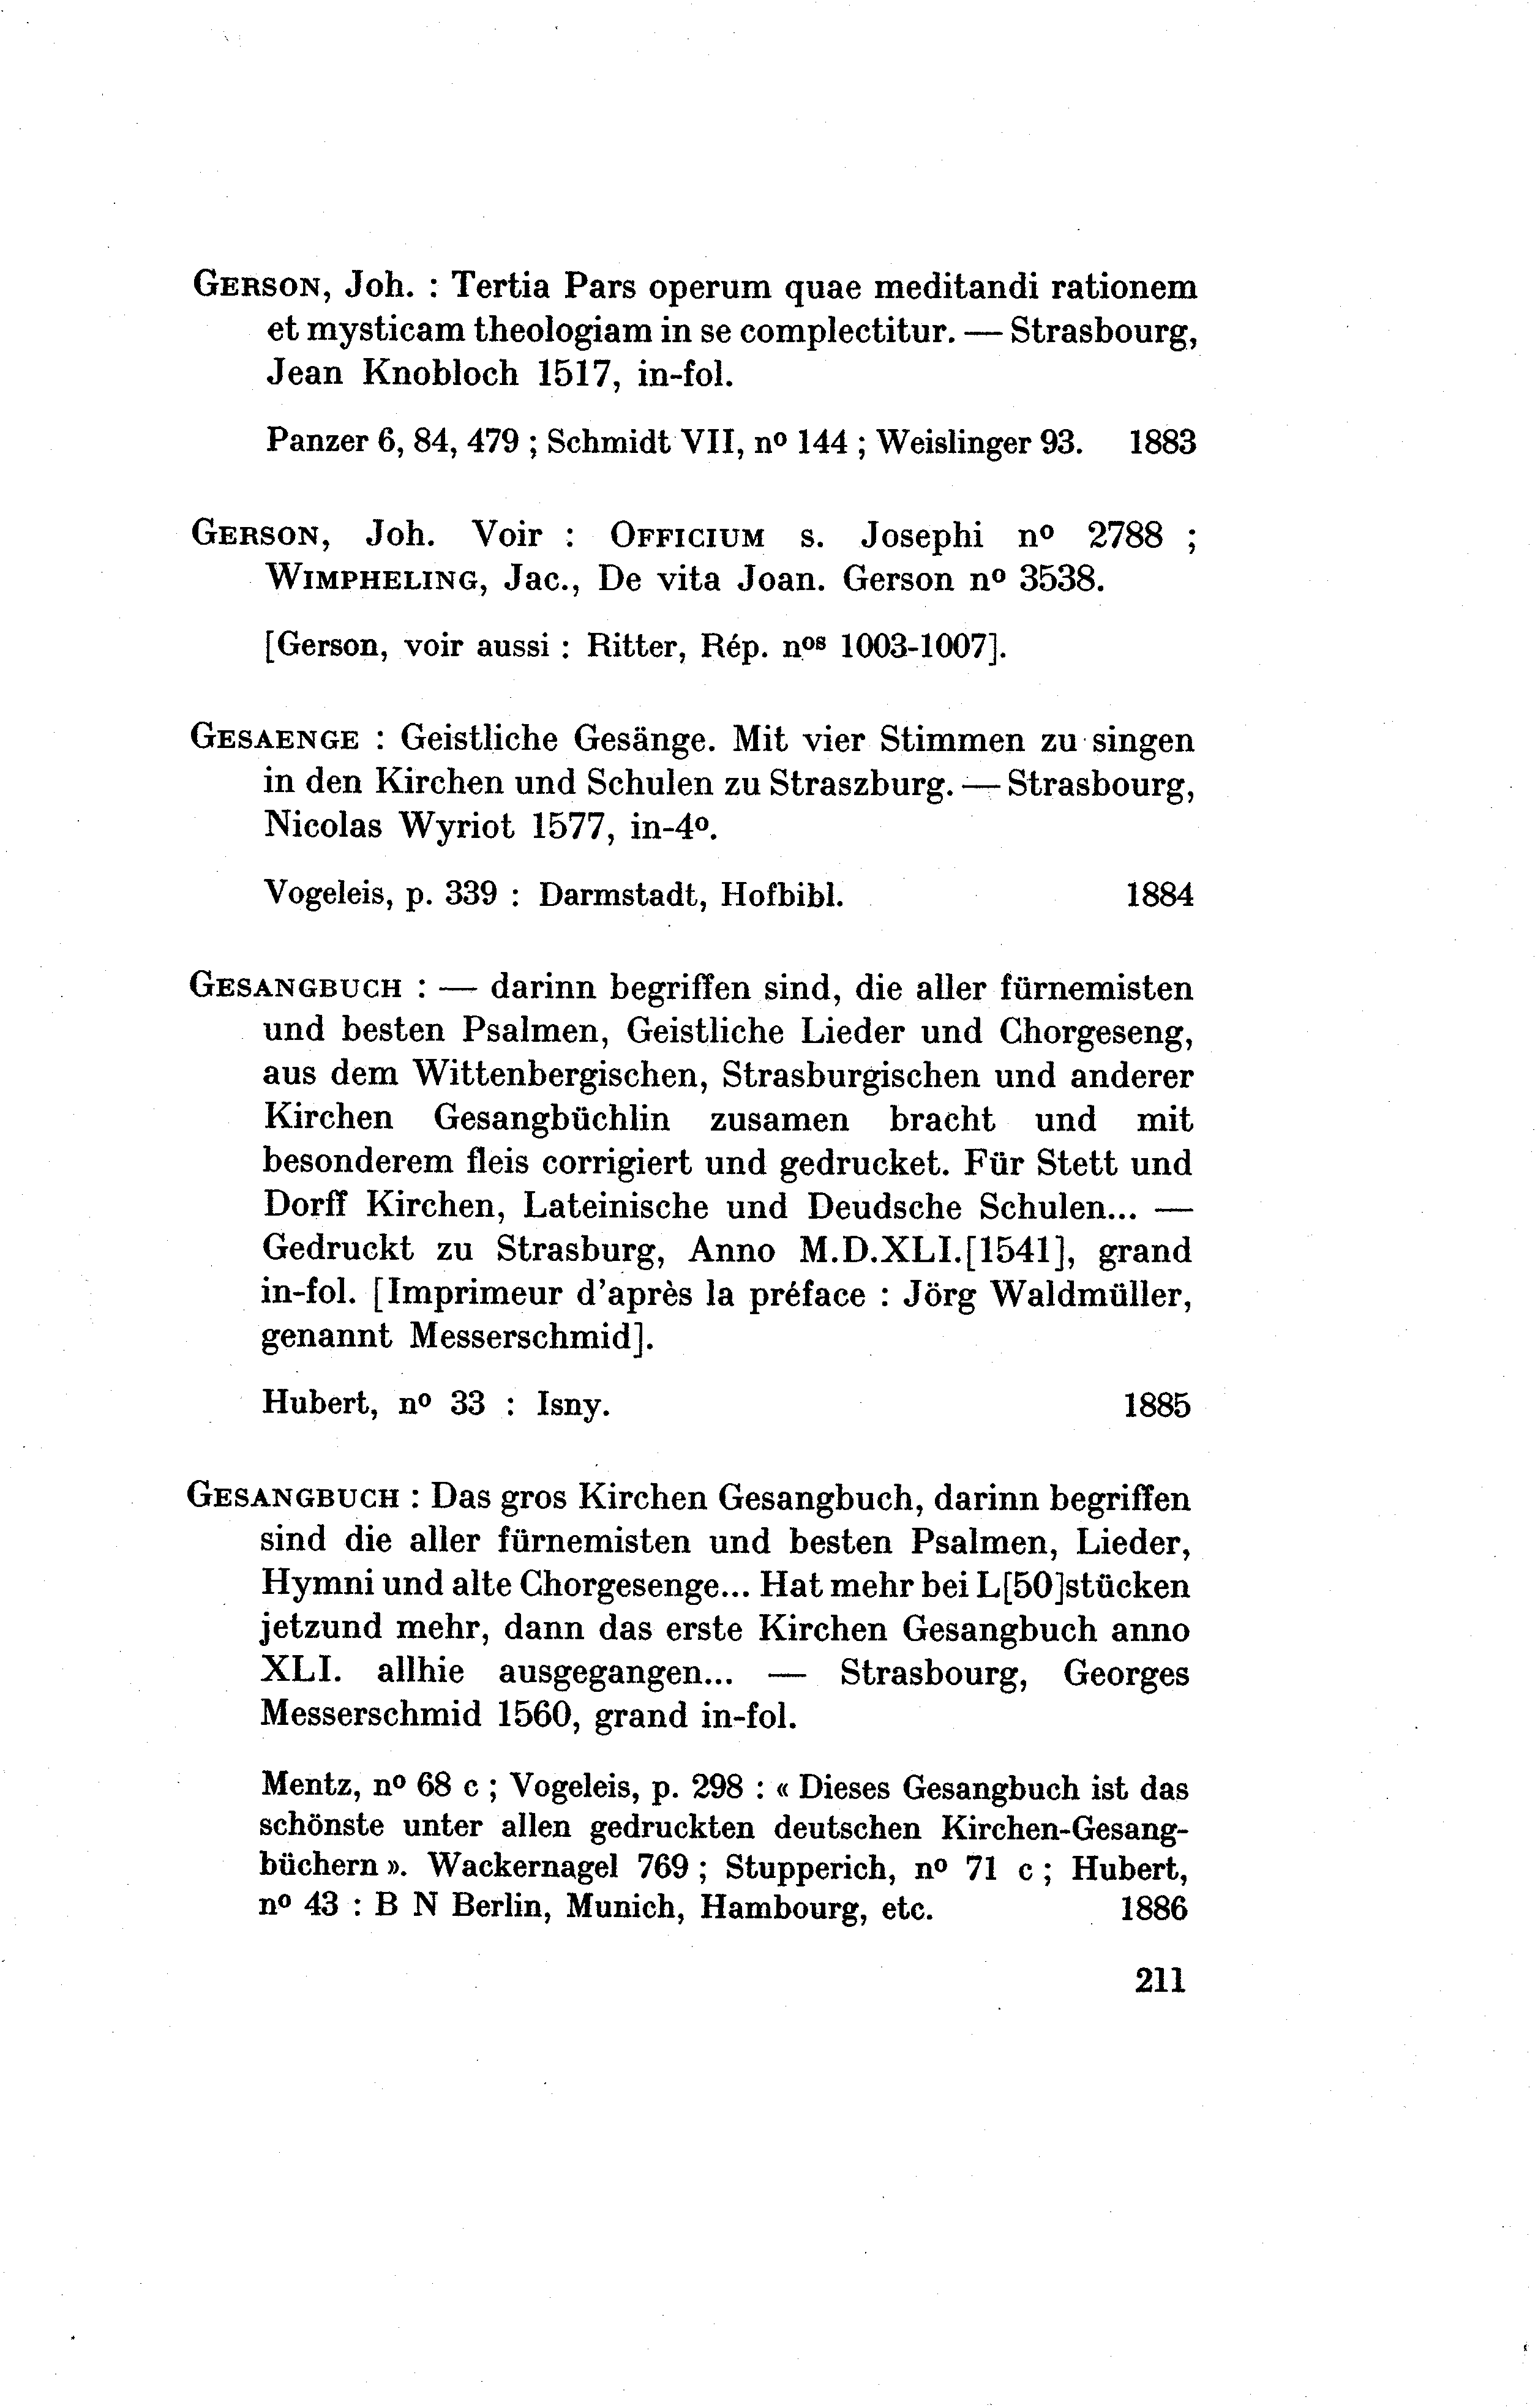 GERSON, Joh. : Tertia Pars operum quae meditandi rationem
et mysticam theologiam in se complectitur. — Strasbourg,
Jean Knobloch 1517, in-fol.
Panzer 6, 84, 479 ; Schmidt VII, nº 144 ; Weislinger 93. 1883
GERSON, Joh. Voir : OFFICIUM s. Josephi nº 2788 ;
WIMPHELING, Jac., De vita Joan. Gerson nº 3538.
[Gerson, voir aussi : Ritter, Rép. nos 1003-1007].
GESAENGE : Geistliche Gesänge. Mit vier Stimmen zu singen
in den Kirchen und Schulen zu Straszburg. — Strasbourg,
Nicolas Wyriot 1577, in-4º.
Vogeleis, p. 339 : Darmstadt, Hofbibl. 1884
GESANGBUCH : — darinn begriffen sind, die aller fürnemisten
und besten Psalmen, Geistliche Lieder und Chorgeseng,
aus dem Wittenbergischen, Strasburgischen und anderer
Kirchen Gesangbüchlin zusamen bracht und mit
besonderem fleis corrigiert und gedrucket. Für Stett und
Dorff Kirchen, Lateinische und Deudsche Schulen... —
Gedruckt zu Strasburg, Anno M.D.XLI.[1541], grand
in-fol. [Imprimeur d'après la préface : Jörg Waldmüller,
genannt Messerschmid].
Hubert, nº 33 : Isny. 1885
GESANGBUCH : Das gros Kirchen Gesangbuch, darinn begriffen
sind die aller fürnemisten und besten Psalmen, Lieder,
Hymni und alte Chorgesenge... Hat mehr bei L[50]stücken
jetzund mehr, dann das erste Kirchen Gesangbuch anno
XLI. allhie ausgegangen... — Strasbourg, Georges
Messerschmid 1560, grand in-fol.
Mentz, nº 68 c ; Vogeleis, p. 298 : « Dieses Gesangbuch ist das
schönste unter allen gedruckten deutschen Kirchen-Gesang-
büchern ». Wackernagel 769 ; Stupperich, nº 71 c ; Hubert,
nº 43 : B N Berlin, Munich, Hambourg, etc. 1886
211